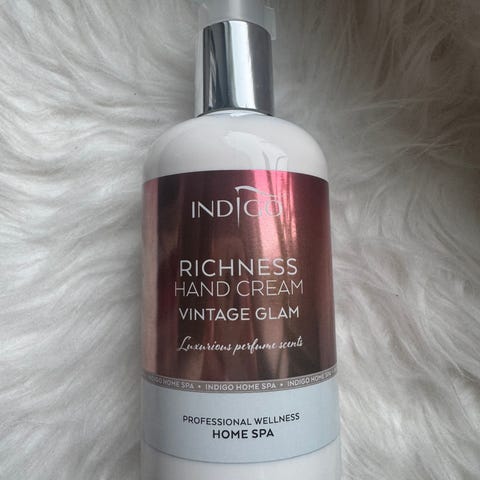 INDIGO
RICHNESS
HAND CREAM
VINTAGE GLAM
Luxurious perfume scents
INDIGO HOME SPA • INDIGO HOME SPA • INDIGO HOME SPA
PROFESSIONAL WELLNESS
HOME SPA